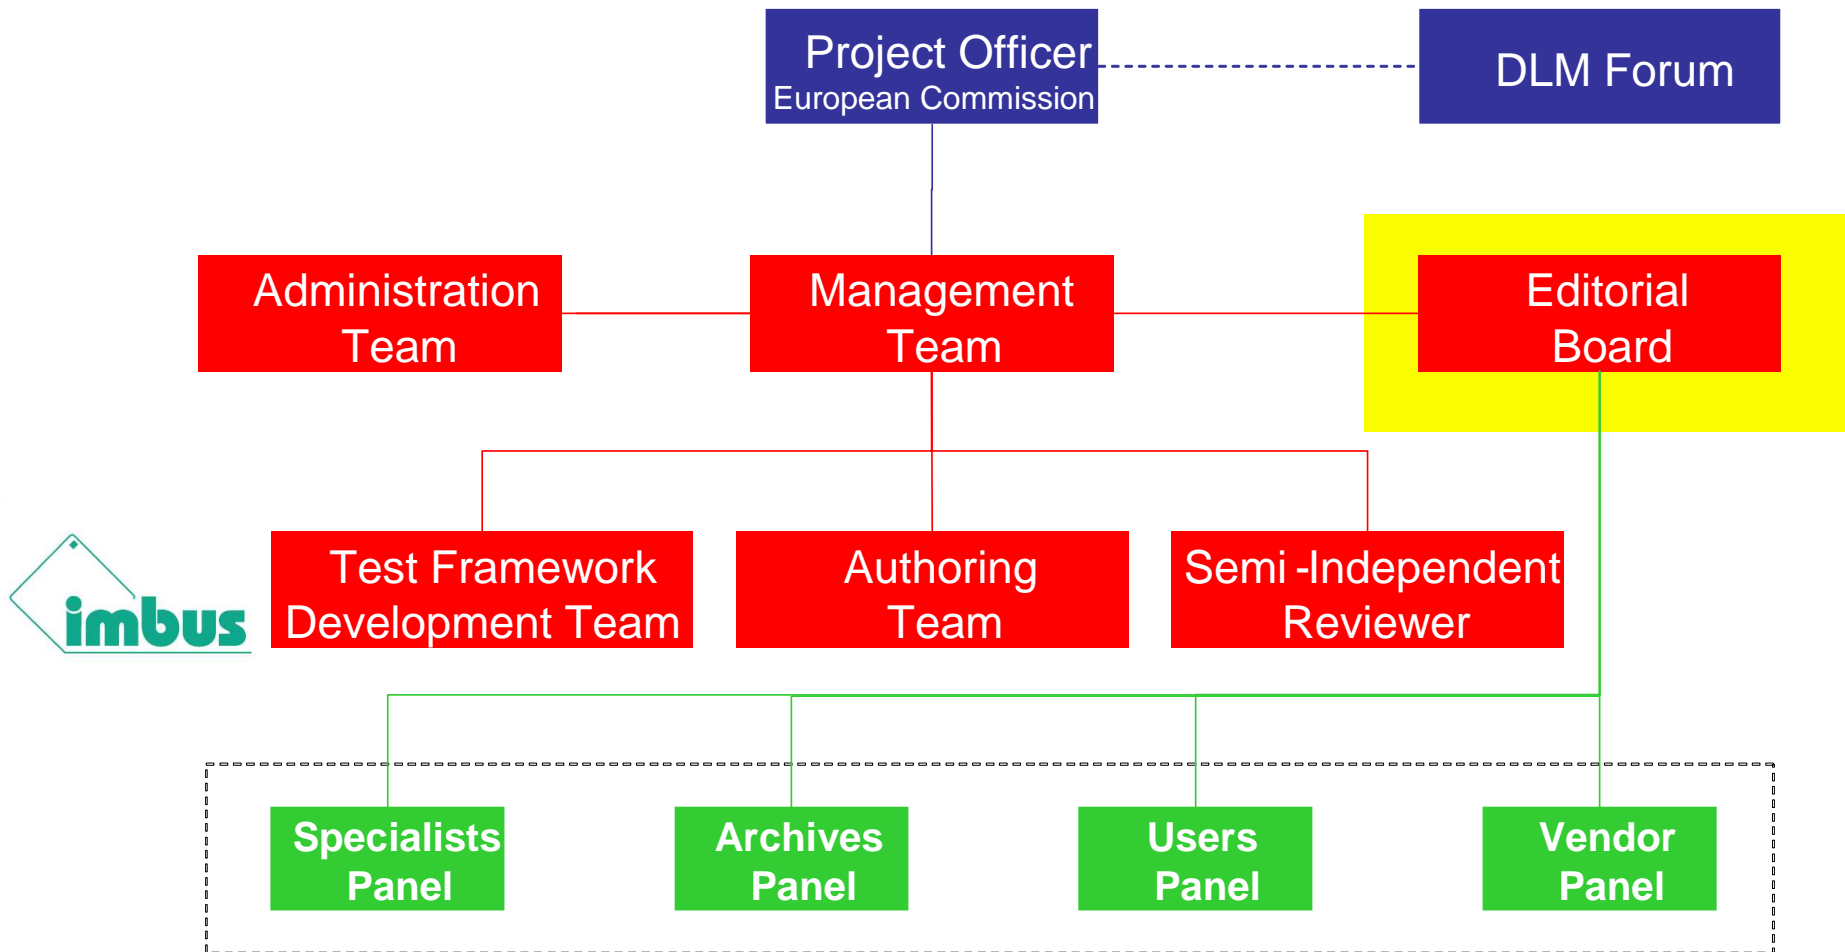 Project Officer
European Commission
DLM Forum
Administration
Team
Management
Team
Editorial
Board
imbus
Test Framework
Development Team
Authoring
Team
Semi-Independent
Reviewer
Specialists
Panel
Archives
Panel
Users
Panel
Vendor
Panel